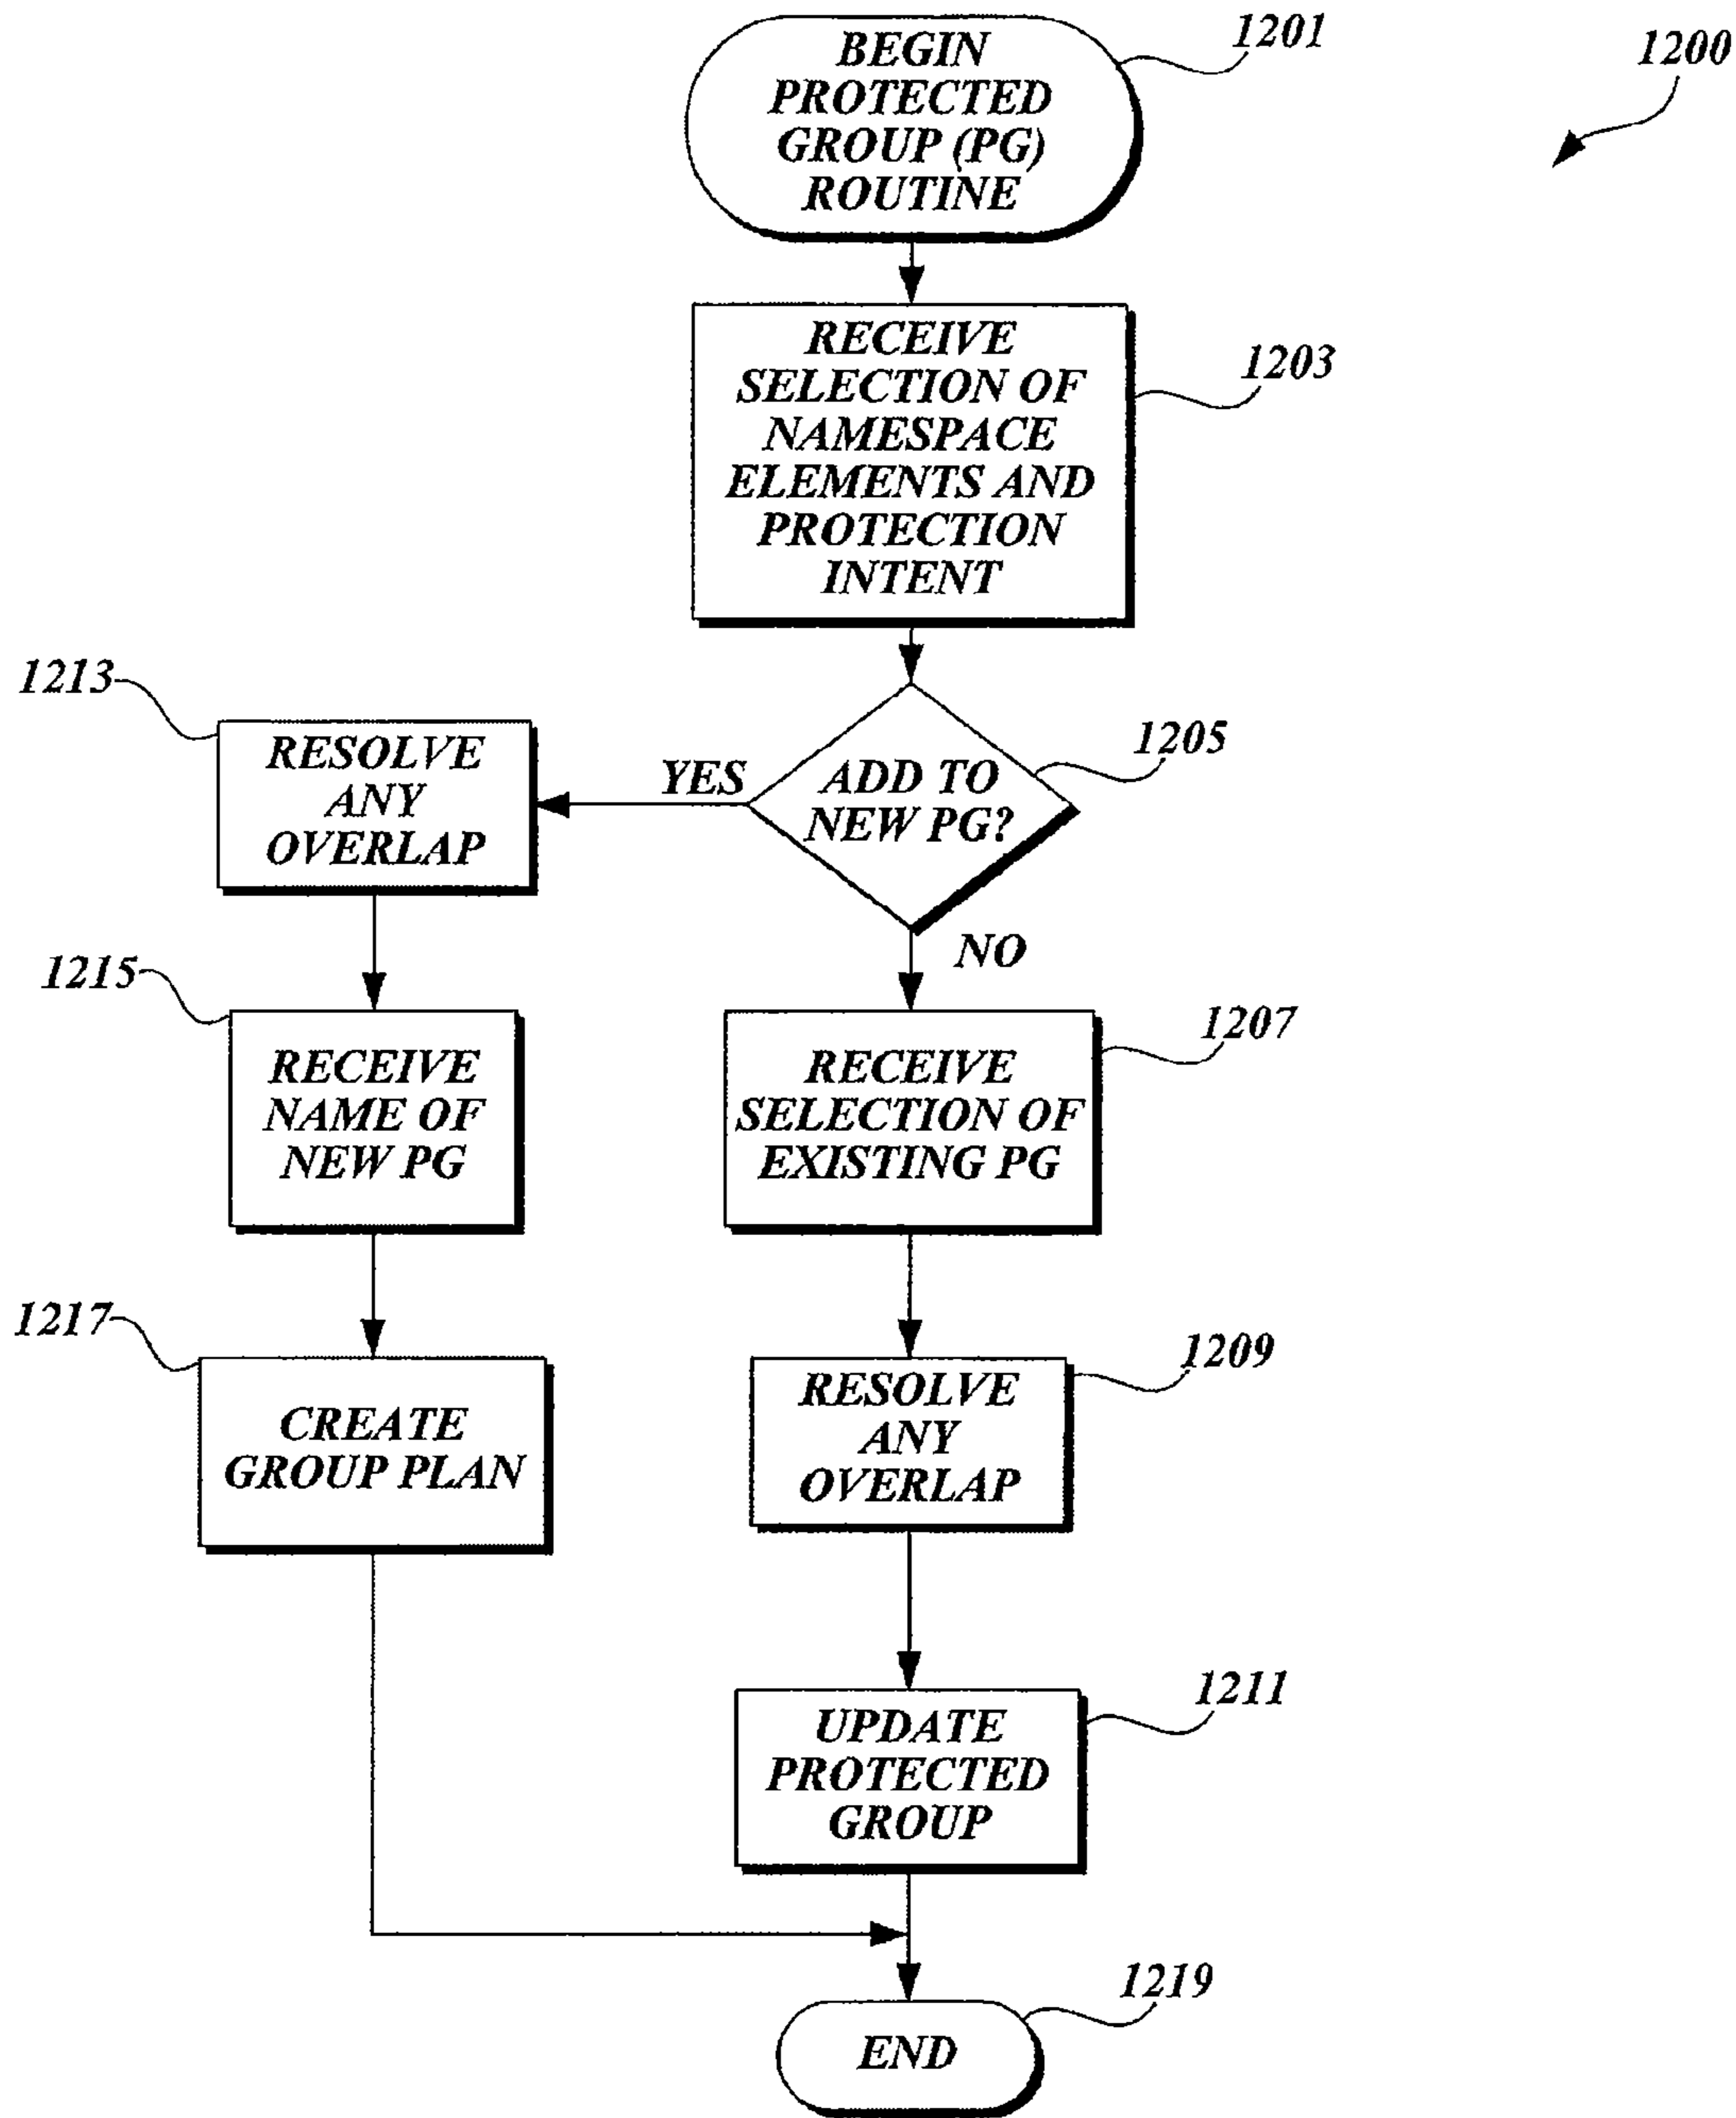 1200
1201
BEGIN
PROTECTED
GROUP (PG)
ROUTINE
1203
RECEIVE
SELECTION OF
NAMESPACE
ELEMENTS AND
PROTECTION
INTENT
1205
ADD TO
NEW PG?
YES
NO
1213
RESOLVE
ANY
OVERLAP
1215
RECEIVE
NAME OF
NEW PG
1217
CREATE
GROUP PLAN
1207
RECEIVE
SELECTION OF
EXISTING PG
1209
RESOLVE
ANY
OVERLAP
1211
UPDATE
PROTECTED
GROUP
1219
END